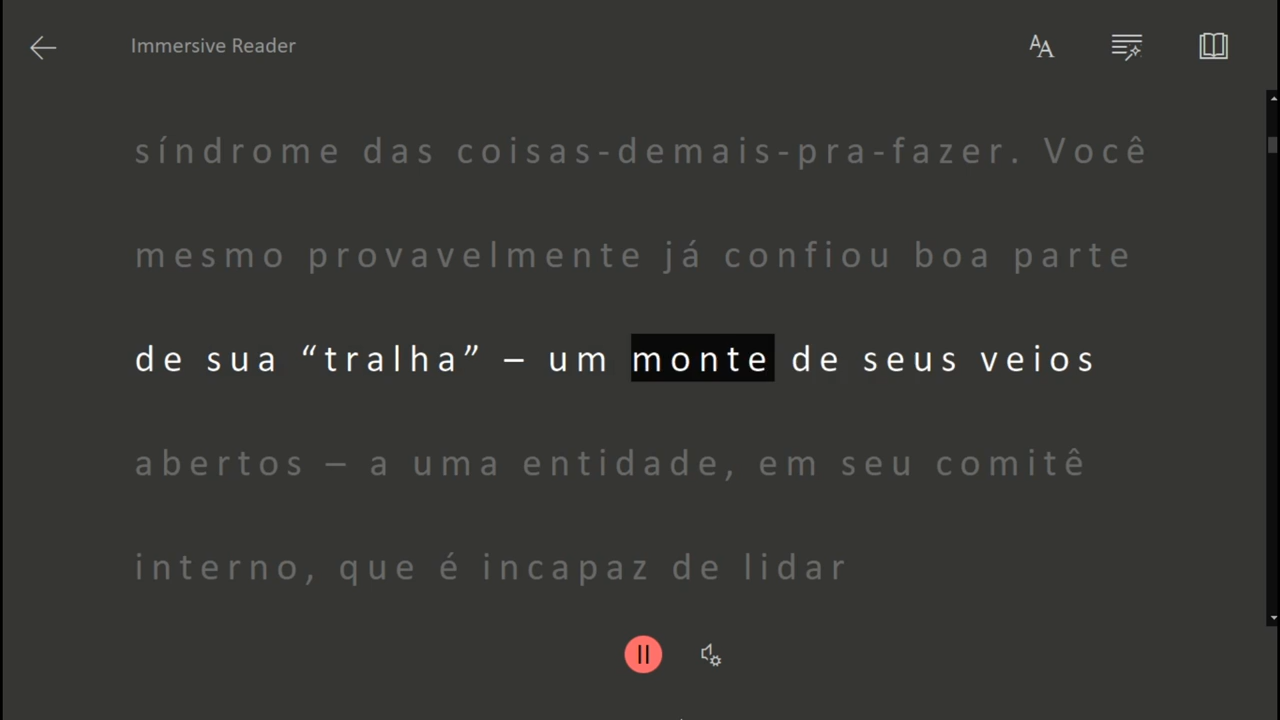 Immersive Reader
síndrome das coisas-demais-pra-fazer. Você
mesmo provavelmente já confiou boa parte
de sua “tralha” – um monte de seus veios
abertos – a uma entidade, em seu comitê
interno, que é incapaz de lidar